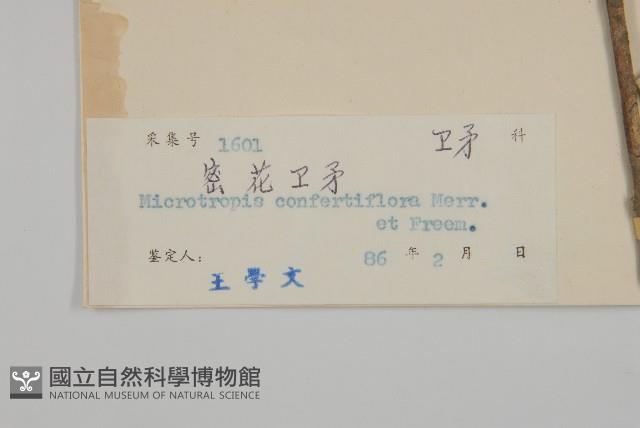 采集号 1601 卫矛 科
密花卫矛
Microtropis confertiflora Merr.
et Freem.
鉴定人: 86 年 2 月 日
王學文
國立自然科學博物館
NATIONAL MUSEUM OF NATURAL SCIENCE